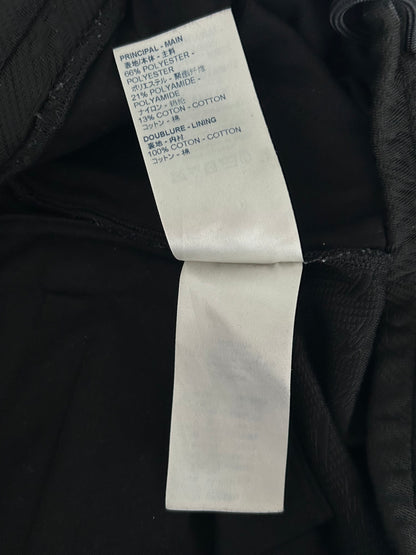 PRINCIPAL - MAIN
表地/本体 - 主料
66% POLYESTER -
POLYESTER
ポリエステル - 聚酯纤维
21% POLYAMIDE -
POLYAMIDE
ナイロン - 锦纶
13% COTON - COTTON
コットン - 棉
DOUBLURE - LINING
裏地 - 内衬
100% COTON - COTTON
コットン - 棉